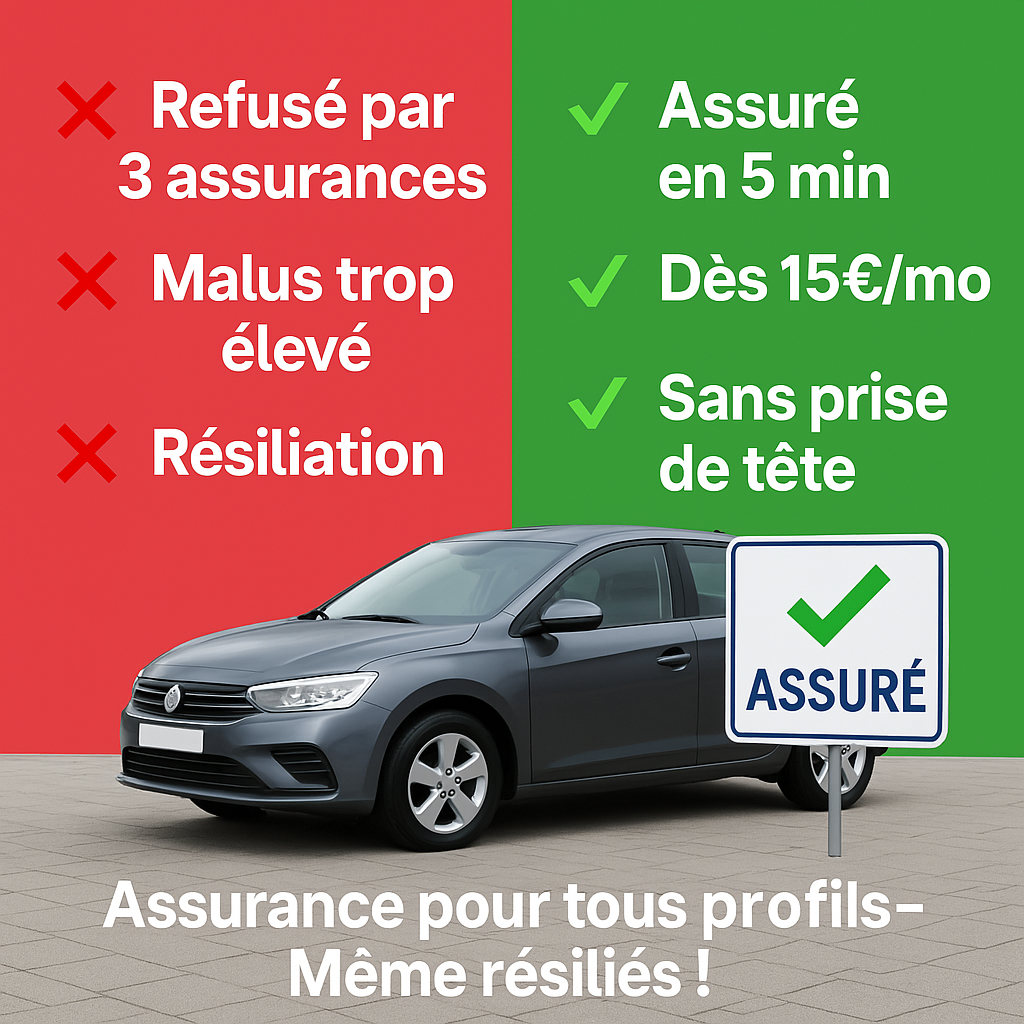 Refusé par
3 assurances
Malus trop
élevé
Résiliation
Assuré
en 5 min
Dès 15€/mo
Sans prise
de tête
ASSURÉ
Assurance pour tous profils–
Même résiliés !